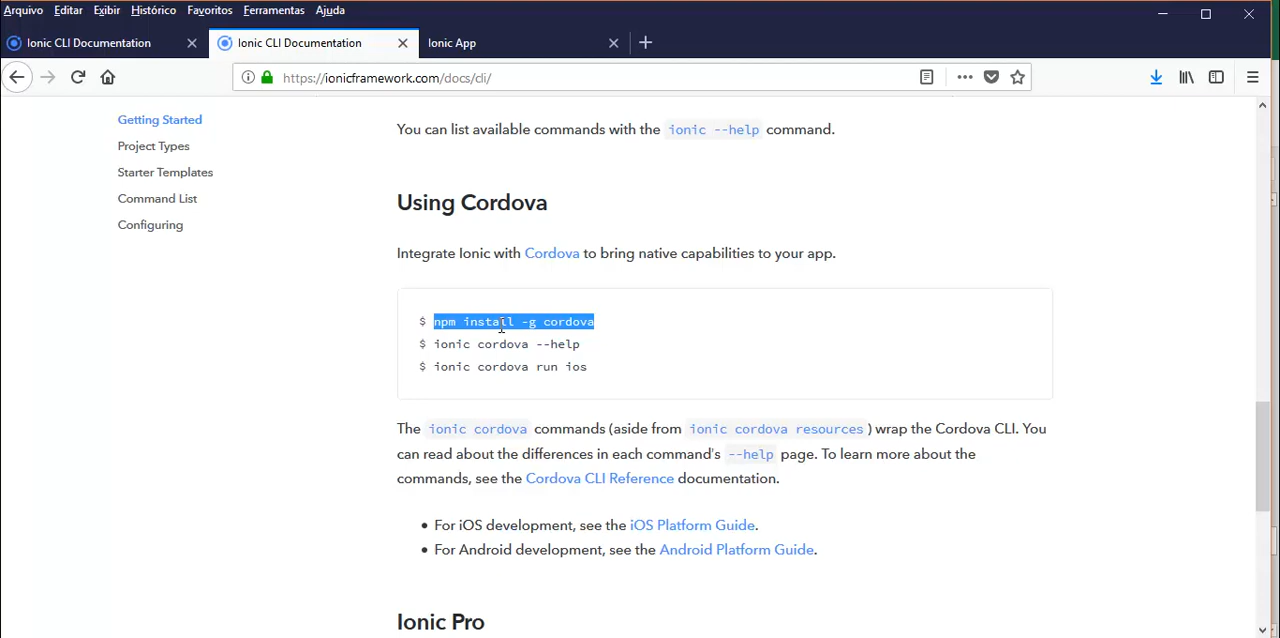 Arquivo Editar Exibir Histórico Favoritos Ferramentas Ajuda
Ionic CLI Documentation
Ionic CLI Documentation
Ionic App
https://ionicframework.com/docs/cli/
Getting Started
Project Types
Starter Templates
Command List
Configuring
You can list available commands with the ionic --help command.
Using Cordova
Integrate Ionic with Cordova to bring native capabilities to your app.
$ npm install -g cordova
$ ionic cordova --help
$ ionic cordova run ios
The ionic cordova commands (aside from ionic cordova resources) wrap the Cordova CLI. You
can read about the differences in each command's --help page. To learn more about the
commands, see the Cordova CLI Reference documentation.
• For iOS development, see the iOS Platform Guide.
• For Android development, see the Android Platform Guide.
Ionic Pro